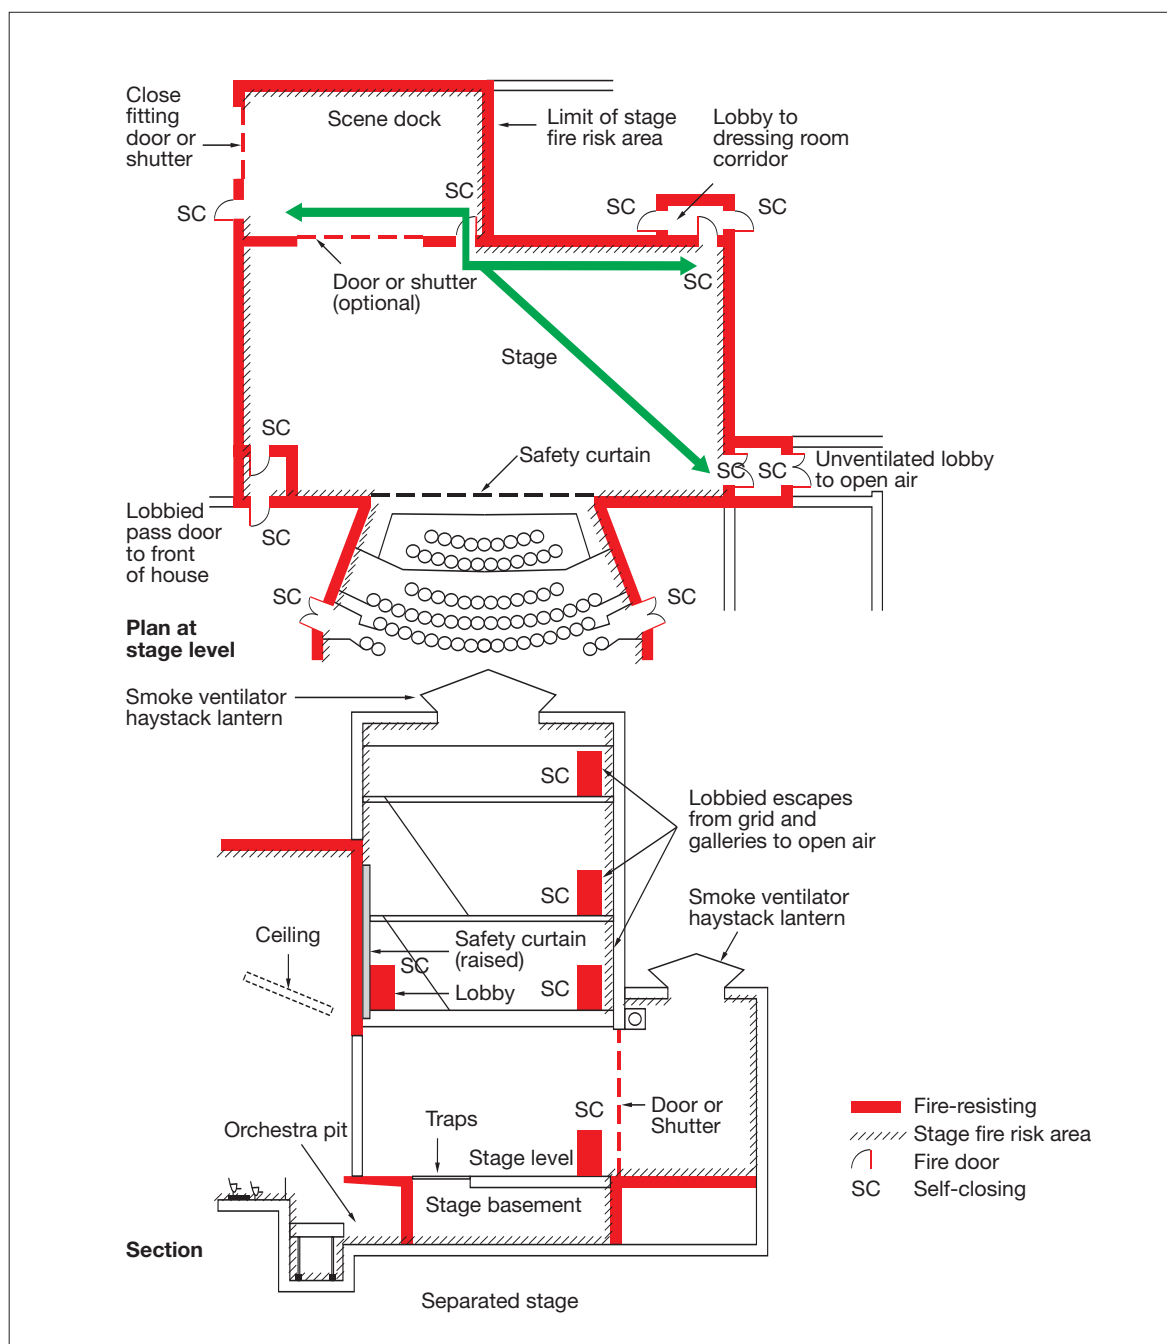 Close
fitting
door or
shutter
Scene dock
Limit of stage
fire risk area
Lobby to
dressing room
corridor
SC
SC
SC
SC
Door or shutter
(optional)
SC
Stage
SC
Safety curtain
SC
SC
Unventilated lobby
to open air
Lobbied
pass door
to front
of house
SC
SC
SC
Plan at
stage level
Smoke ventilator
haystack lantern
SC
Lobbied escapes
from grid and
galleries to open air
SC
Smoke ventilator
haystack lantern
Ceiling
Safety curtain
(raised)
SC
SC
Lobby
SC
Door or
Shutter
Traps
Orchestra pit
Stage level
Stage basement
Fire-resisting
Stage fire risk area
Fire door
SC Self-closing
Section
Separated stage